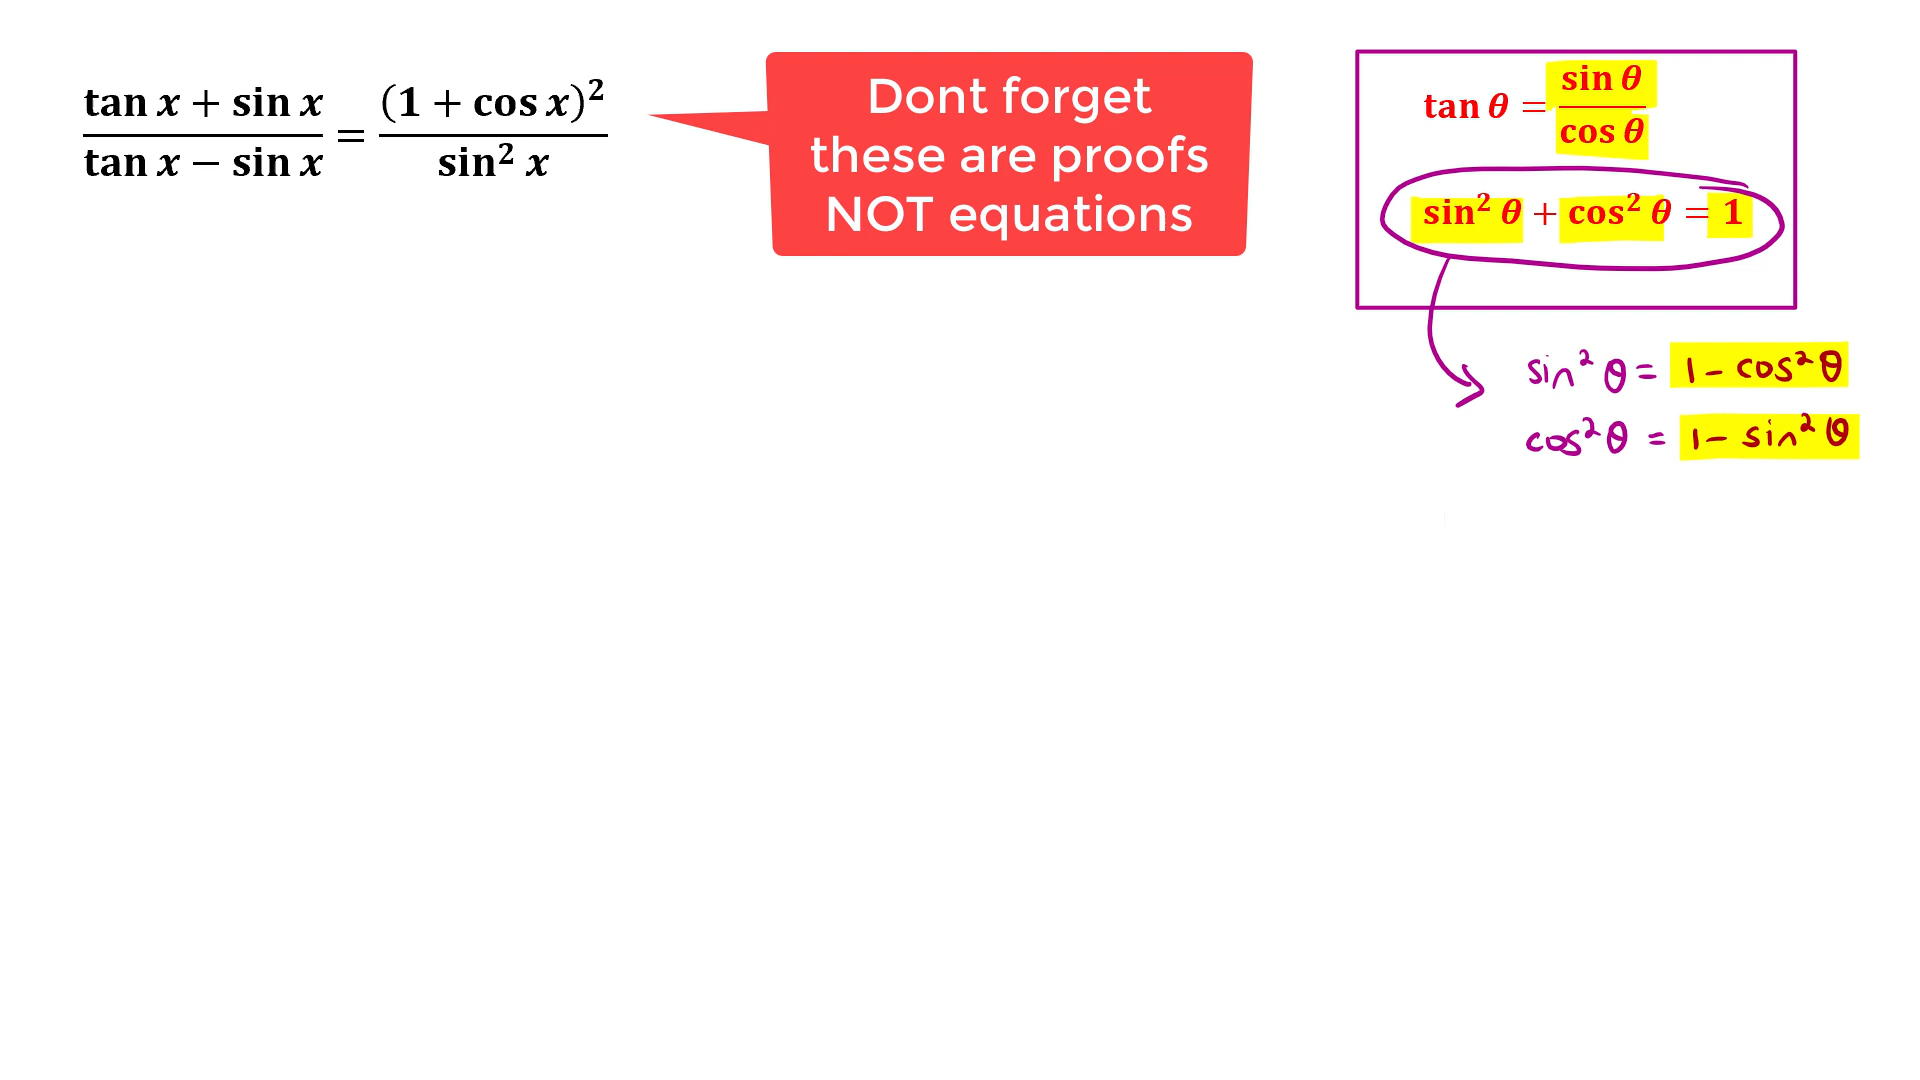 tan x + sin x / tan x − sin x = (1 + cos x)² / sin² x
Dont forget
these are proofs
NOT equations
tan θ = sin θ / cos θ
sin² θ + cos² θ = 1
sin² θ = 1 - cos² θ
cos² θ = 1 - sin² θ